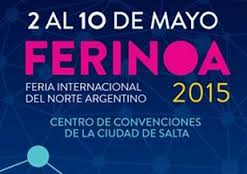 2 AL 10 DE MAYO
FERINOA
FERIA INTERNACIONAL
DEL NORTE ARGENTINO 2015
CENTRO DE CONVENCIONES
DE LA CIUDAD DE SALTA